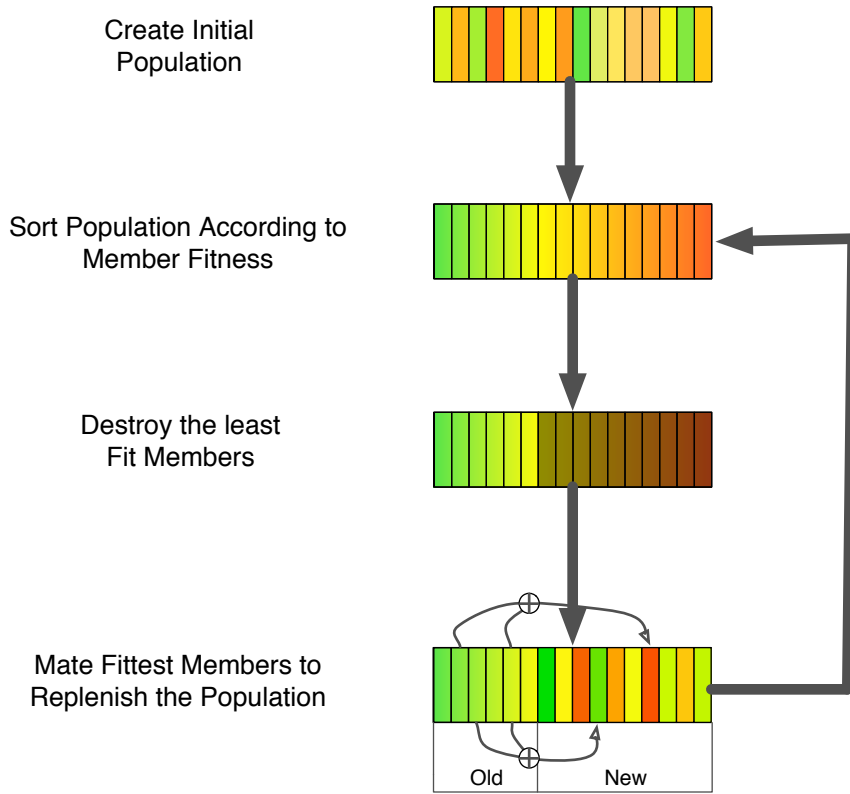 Create Initial
Population
Sort Population According to
Member Fitness
Destroy the least
Fit Members
Mate Fittest Members to
Replenish the Population
Old
New